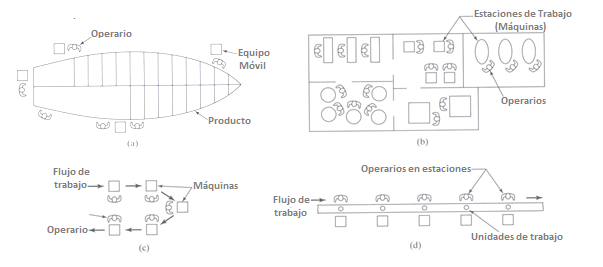 Operario
Equipo
Móvil
Producto
(a)
Estaciones de Trabajo
(Máquinas)
Operarios
(b)
Flujo de
trabajo
Máquinas
Operario
(c)
Operarios en estaciones
Flujo de
trabajo
Unidades de trabajo
(d)